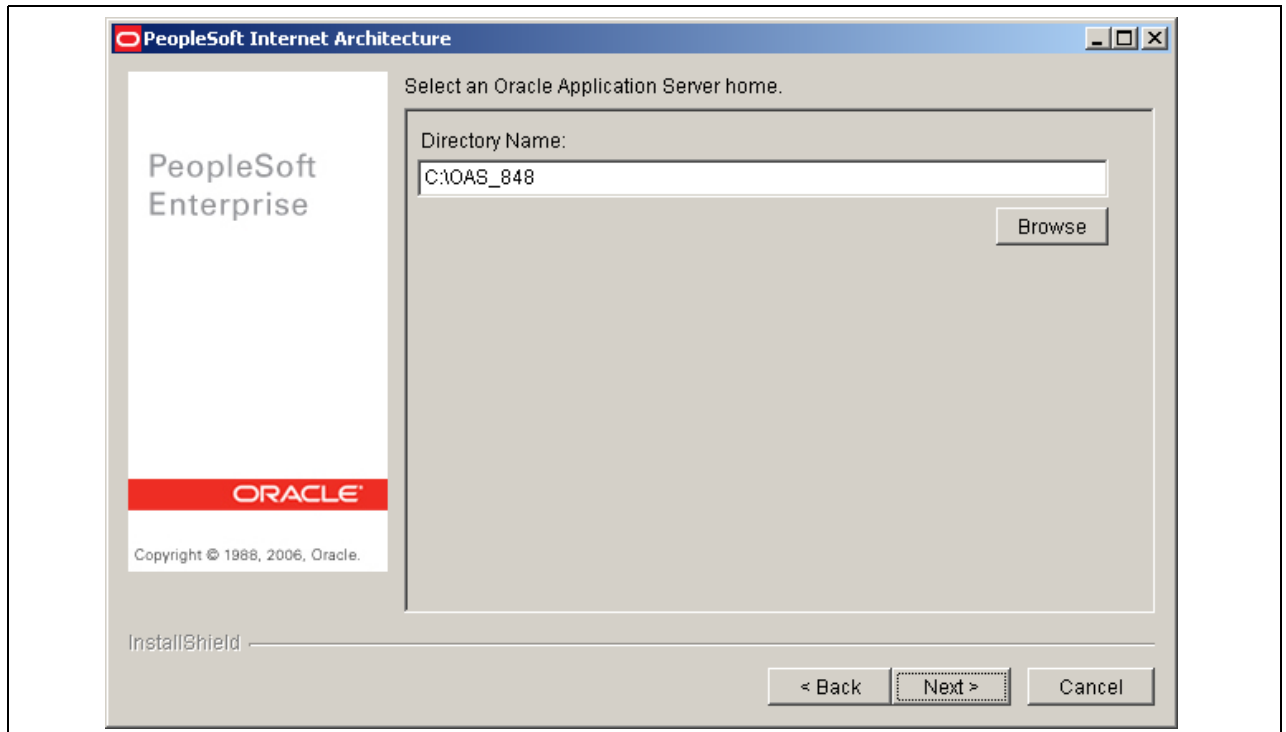 PeopleSoft Internet Architecture
Select an Oracle Application Server home.
Directory Name:
C:\OAS_848
Browse
PeopleSoft
Enterprise
ORACLE®
Copyright © 1988, 2006, Oracle.
InstallShield
< Back
Next >
Cancel